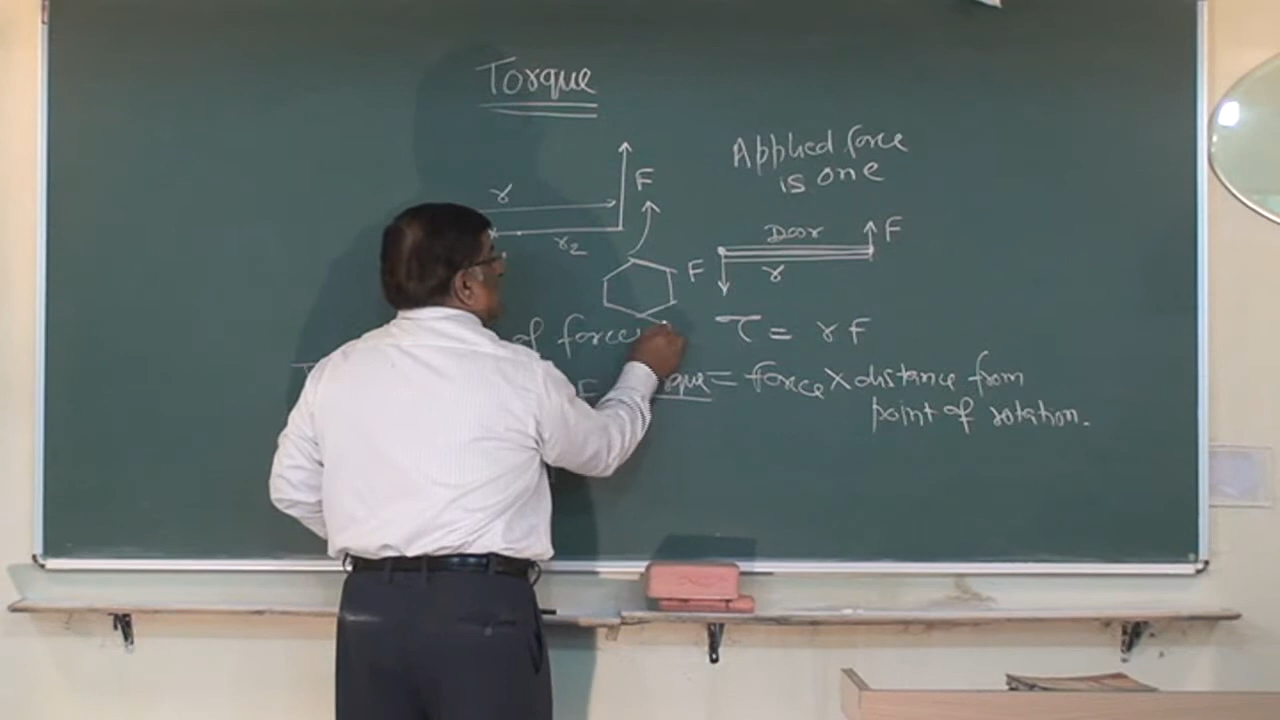 Torque
Applied force
is one
r
F
r2
Door
F
F
r
of force
τ = r F
F
= force × distance from
point of rotation.